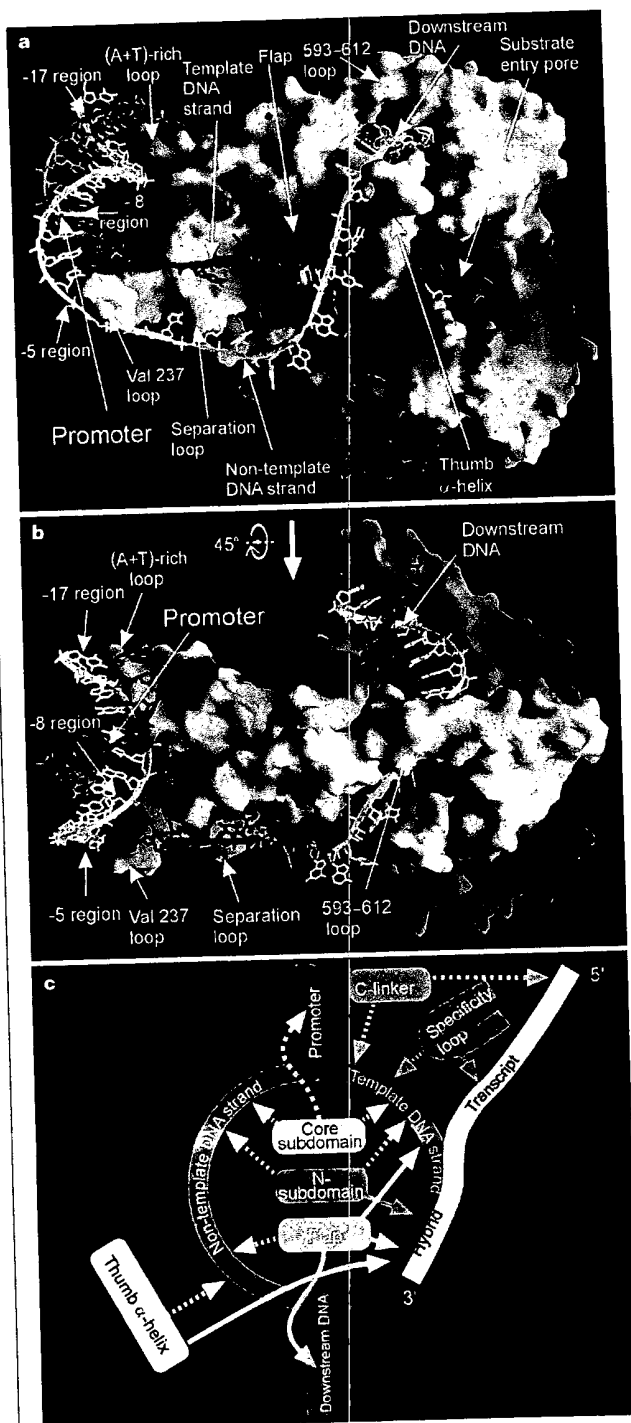 a
(A+T)-rich
loop
-17 region
Template
DNA
strand
Flap
593–612
loop
Downstream
DNA
Substrate
entry pore
-8
region
-5 region
Val 237
loop
Promoter
Separation
loop
Non-template
DNA strand
Thumb
α-helix
b
45°
(A+T)-rich
loop
-17 region
Promoter
Downstream
DNA
-8 region
-5 region
Val 237
loop
Separation
loop
593–612
loop
c
Promoter
C-linker
5'
Specificity
loop
Transcript
Template DNA strand
Non-template DNA strand
Core
subdomain
N-
subdomain
Hybrid
3'
Thumb α-helix
Downstream DNA